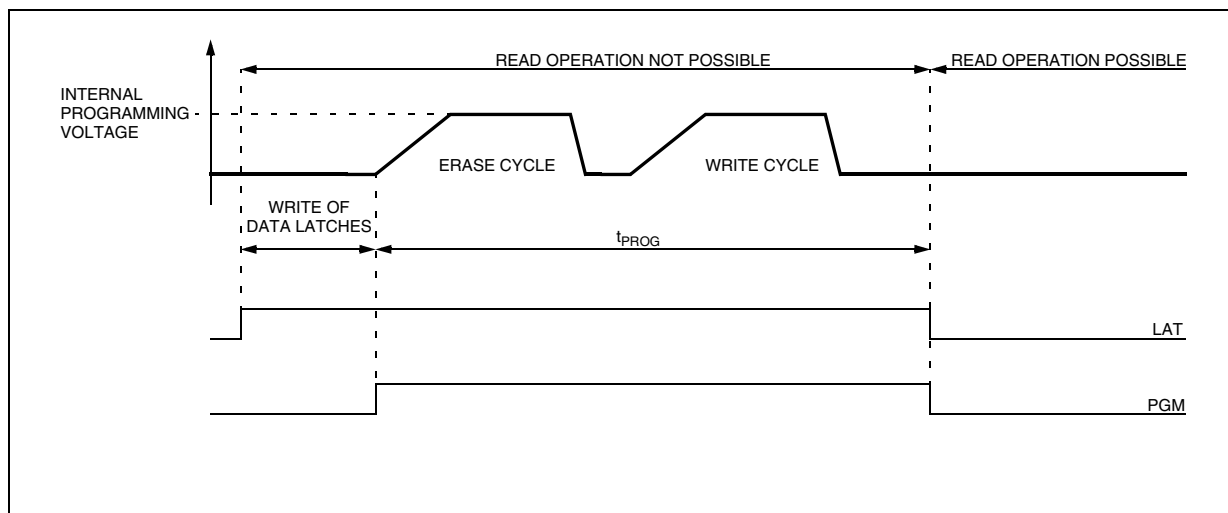 READ OPERATION NOT POSSIBLE
READ OPERATION POSSIBLE
INTERNAL
PROGRAMMING
VOLTAGE
ERASE CYCLE
WRITE CYCLE
WRITE OF
DATA LATCHES
tPROG
LAT
PGM